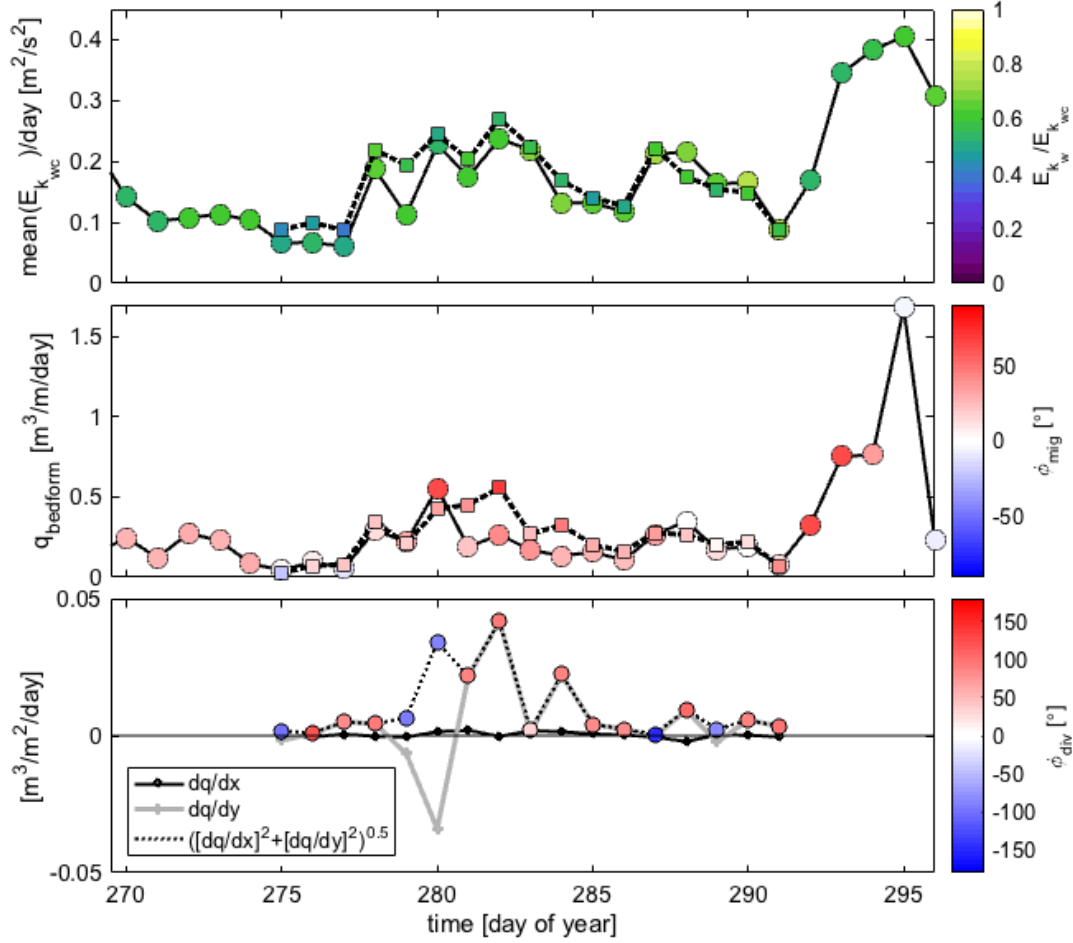 mean(E_k_wc)/day [m²/s²]
0.4
0.3
0.2
0.1
0
1
0.8
0.6
0.4
0.2
0
E_k_w/E_k_wc
q_bedform [m³/m/day]
1.5
1
0.5
0
50
0
-50
ϕ_mig [°]
[m³/m²/day]
0.05
0
-0.05
dq/dx
dq/dy
([dq/dx]²+[dq/dy]²)^0.5
150
100
50
0
-50
-100
-150
ϕ_div [°]
270 275 280 285 290 295
time [day of year]